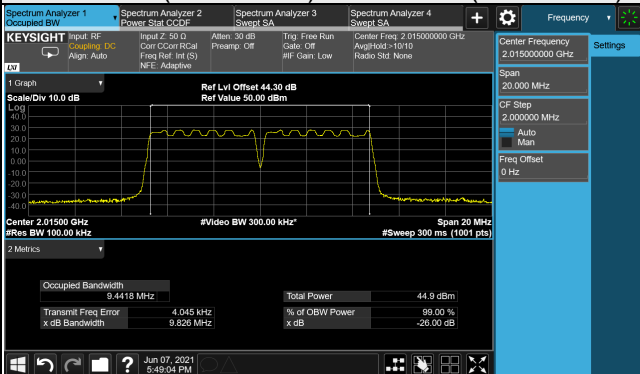 Spectrum Analyzer 1
Occupied BW
Spectrum Analyzer 2
Power Stat CCDF
Spectrum Analyzer 3
Swept SA
Spectrum Analyzer 4
Swept SA
Frequency
KEYSIGHT
Input: RF
Coupling: DC
Align: Auto
Input Z: 50 Ω
Corr CCorr RCal
Freq Ref: Int (S)
NFE: Adaptive
Atten: 30 dB
Preamp: Off
Trig: Free Run
Gate: Off
#IF Gain: Low
Center Freq: 2.015000000 GHz
Avg|Hold:>10/10
Radio Std: None
LXI
1 Graph
Scale/Div 10.0 dB
Ref Lvl Offset 44.30 dB
Ref Value 50.00 dBm
Log
40.0
30.0
20.0
10.0
0.00
-10.0
-20.0
-30.0
-40.0
Center 2.01500 GHz
#Res BW 100.00 kHz
#Video BW 300.00 kHz*
Span 20 MHz
#Sweep 300 ms (1001 pts)
2 Metrics
Occupied Bandwidth
9.4418 MHz
Transmit Freq Error 4.045 kHz
x dB Bandwidth 9.826 MHz
Total Power 44.9 dBm
% of OBW Power 99.00 %
x dB -26.00 dB
Center Frequency
2.015000000 GHz
Settings
Span
20.000 MHz
CF Step
2.000000 MHz
Auto
Man
Freq Offset
0 Hz
Jun 07, 2021
5:49:04 PM